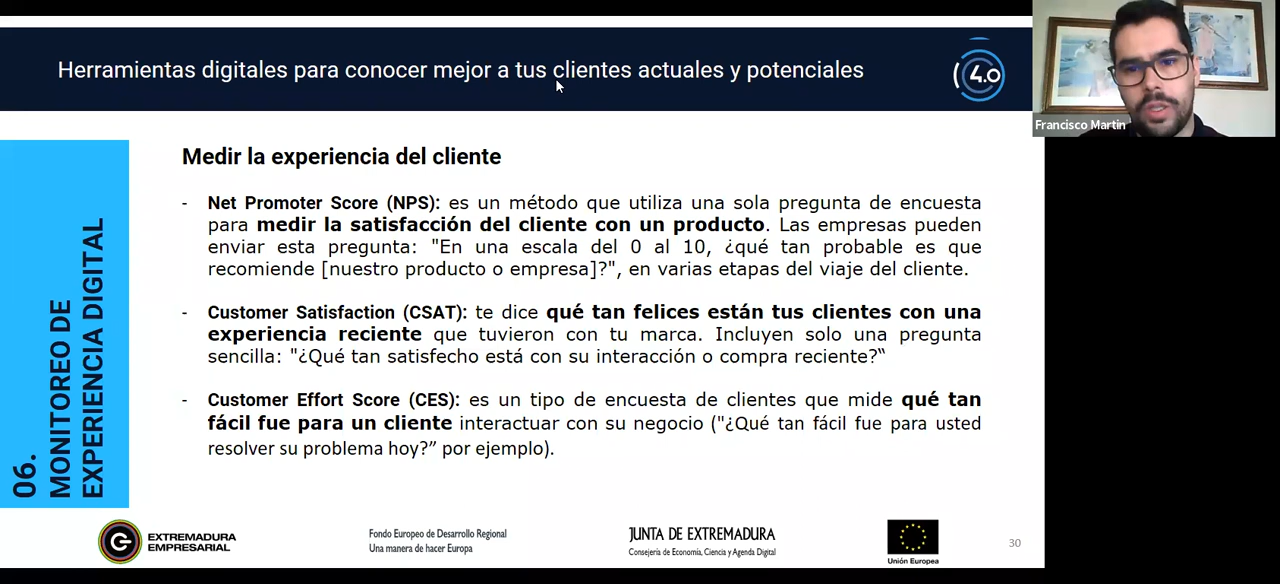 Herramientas digitales para conocer mejor a tus clientes actuales y potenciales
4.0
Francisco Martin
06.
MONITOREO DE
EXPERIENCIA DIGITAL
Medir la experiencia del cliente
- Net Promoter Score (NPS): es un método que utiliza una sola pregunta de encuesta
para medir la satisfacción del cliente con un producto. Las empresas pueden
enviar esta pregunta: "En una escala del 0 al 10, ¿qué tan probable es que
recomiende [nuestro producto o empresa]?", en varias etapas del viaje del cliente.
- Customer Satisfaction (CSAT): te dice qué tan felices están tus clientes con una
experiencia reciente que tuvieron con tu marca. Incluyen solo una pregunta
sencilla: "¿Qué tan satisfecho está con su interacción o compra reciente?“
- Customer Effort Score (CES): es un tipo de encuesta de clientes que mide qué tan
fácil fue para un cliente interactuar con su negocio ("¿Qué tan fácil fue para usted
resolver su problema hoy?” por ejemplo).
EXTREMADURA
EMPRESARIAL
Fondo Europeo de Desarrollo Regional
Una manera de hacer Europa
JUNTA DE EXTREMADURA
Consejería de Economía, Ciencia y Agenda Digital
Unión Europea
30